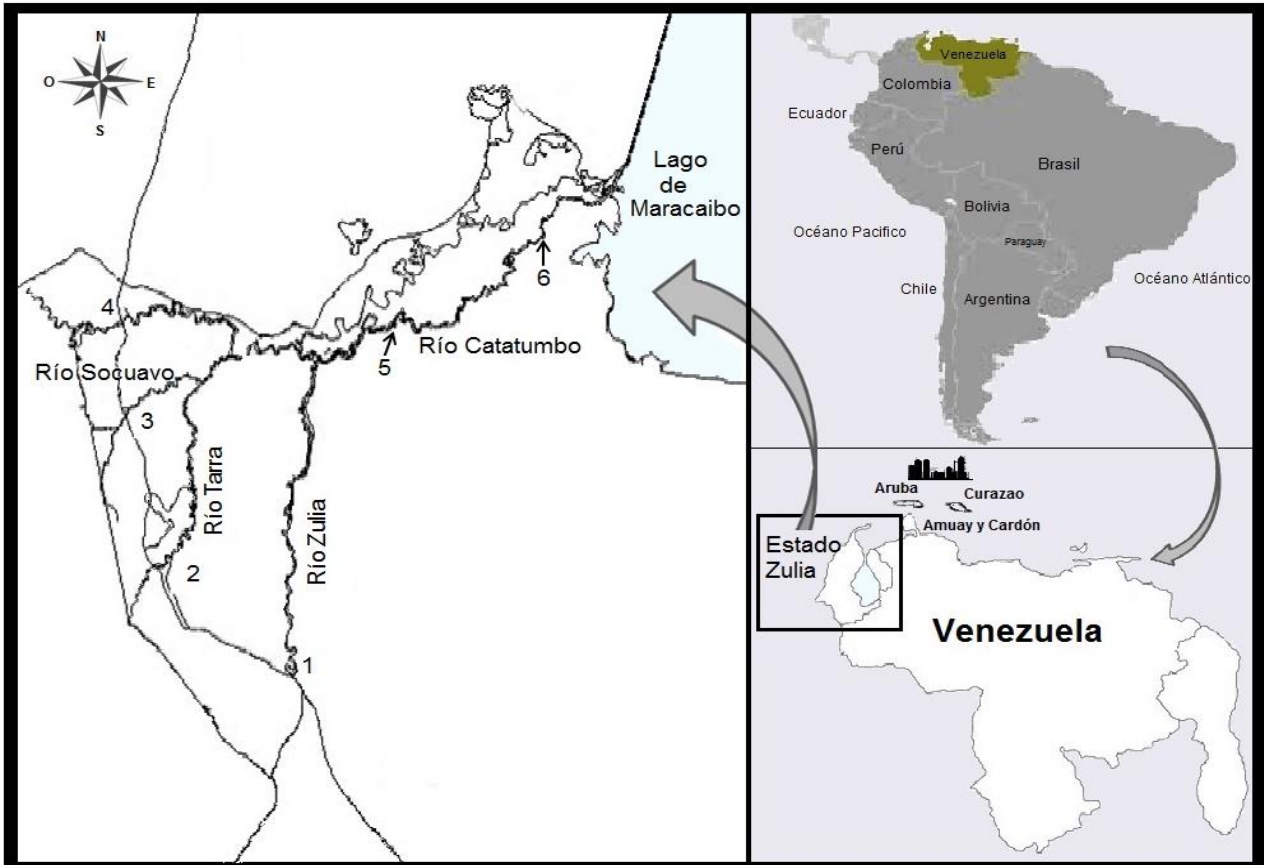 N
O
E
S
Lago
de
Maracaibo
6
4
5
Río Catatumbo
Río Socuavo
3
Río Tarra
Río Zulia
2
1
Venezuela
Colombia
Ecuador
Perú
Brasil
Bolivia
Océano Pacifico
Paraguay
Chile
Océano Atlántico
Argentina
Aruba
Curazao
Amuay y Cardón
Estado
Zulia
Venezuela